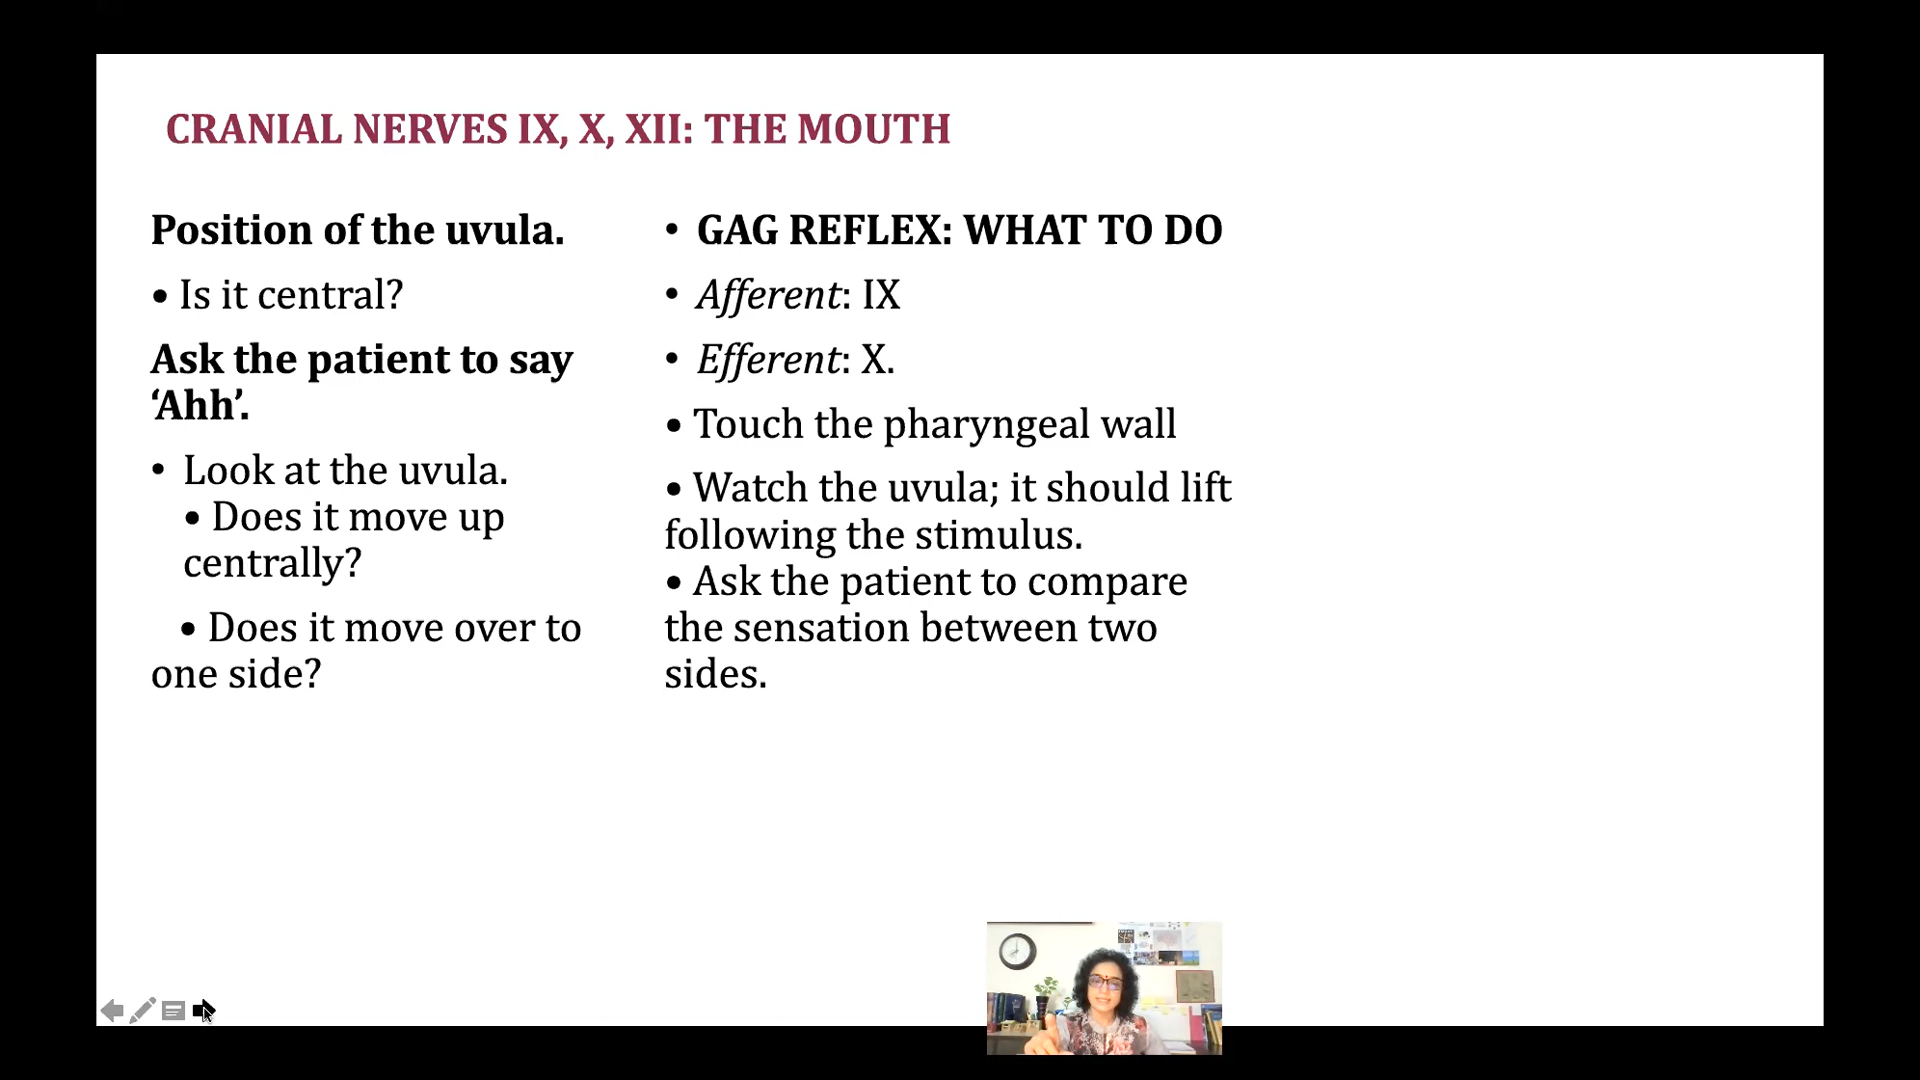 CRANIAL NERVES IX, X, XII: THE MOUTH
Position of the uvula.
• Is it central?
Ask the patient to say
‘Ahh’.
• Look at the uvula.
• Does it move up
centrally?
• Does it move over to
one side?
• GAG REFLEX: WHAT TO DO
• Afferent: IX
• Efferent: X.
• Touch the pharyngeal wall
• Watch the uvula; it should lift
following the stimulus.
• Ask the patient to compare
the sensation between two
sides.